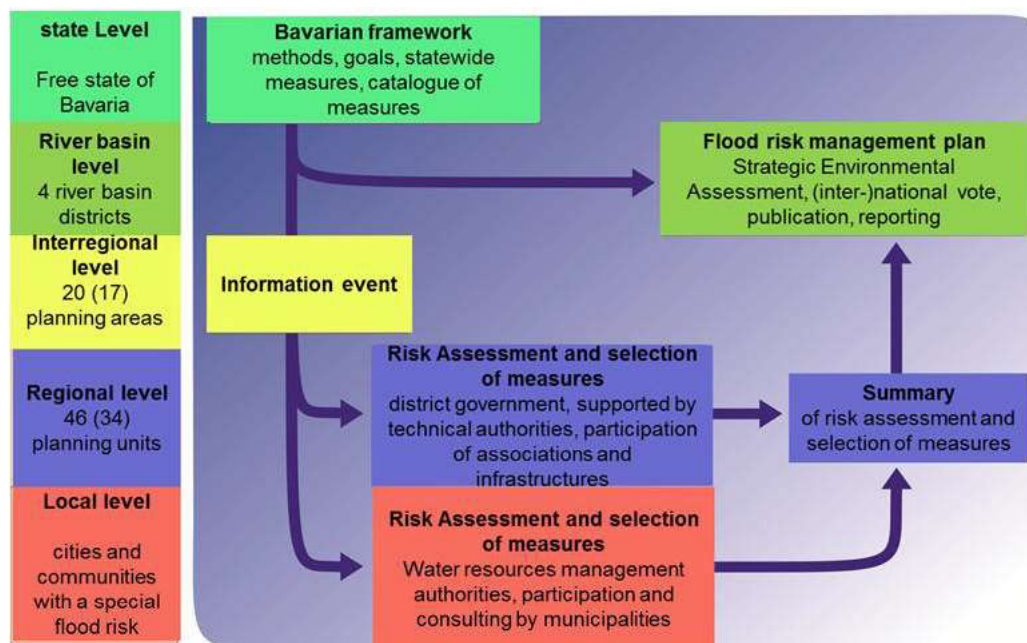 state Level
Free state of
Bavaria
River basin
level
4 river basin
districts
Interregional
level
20 (17)
planning areas
Regional level
46 (34)
planning units
Local level
cities and
communities
with a special
flood risk
Bavarian framework
methods, goals, statewide
measures, catalogue of
measures
Flood risk management plan
Strategic Environmental
Assessment, (inter-)national vote,
publication, reporting
Information event
Risk Assessment and selection
of measures
district government, supported by
technical authorities, participation
of associations and
infrastructures
Summary
of risk assessment and
selection of measures
Risk Assessment and selection
of measures
Water resources management
authorities, participation and
consulting by municipalities